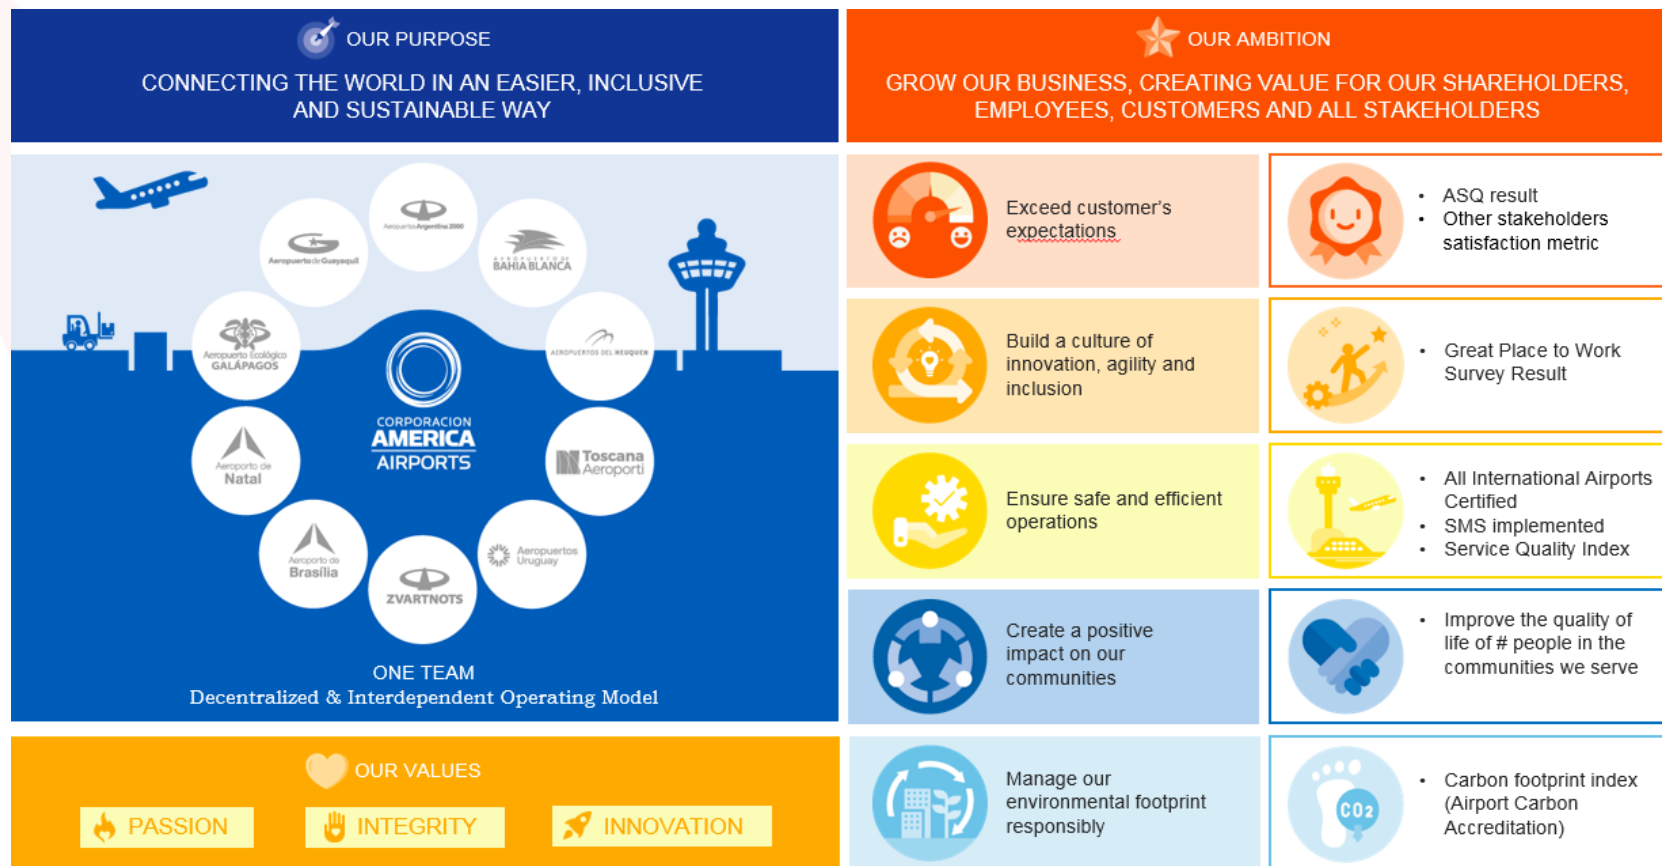 OUR PURPOSE
CONNECTING THE WORLD IN AN EASIER, INCLUSIVE
AND SUSTAINABLE WAY
Aeropuertos Argentina 2000
Aeropuerto de Guayaquil
AEROPUERTO DE
BAHIA BLANCA
Aeropuerto Ecológico
GALÁPAGOS
AEROPUERTOS DEL NEUQUEN
CORPORACION
AMERICA
AIRPORTS
Aeroporto de
Natal
Toscana
Aeroporti
Aeroporto de
Brasília
Aeropuertos
Uruguay
ZVARTNOTS
ONE TEAM
Decentralized & Interdependent Operating Model
OUR VALUES
PASSION
INTEGRITY
INNOVATION
OUR AMBITION
GROW OUR BUSINESS, CREATING VALUE FOR OUR SHAREHOLDERS,
EMPLOYEES, CUSTOMERS AND ALL STAKEHOLDERS
Exceed customer's
expectations
• ASQ result
• Other stakeholders
satisfaction metric
Build a culture of
innovation, agility and
inclusion
• Great Place to Work
Survey Result
Ensure safe and efficient
operations
• All International Airports
Certified
• SMS implemented
• Service Quality Index
Create a positive
impact on our
communities
• Improve the quality of
life of # people in the
communities we serve
Manage our
environmental footprint
responsibly
CO2
• Carbon footprint index
(Airport Carbon
Accreditation)